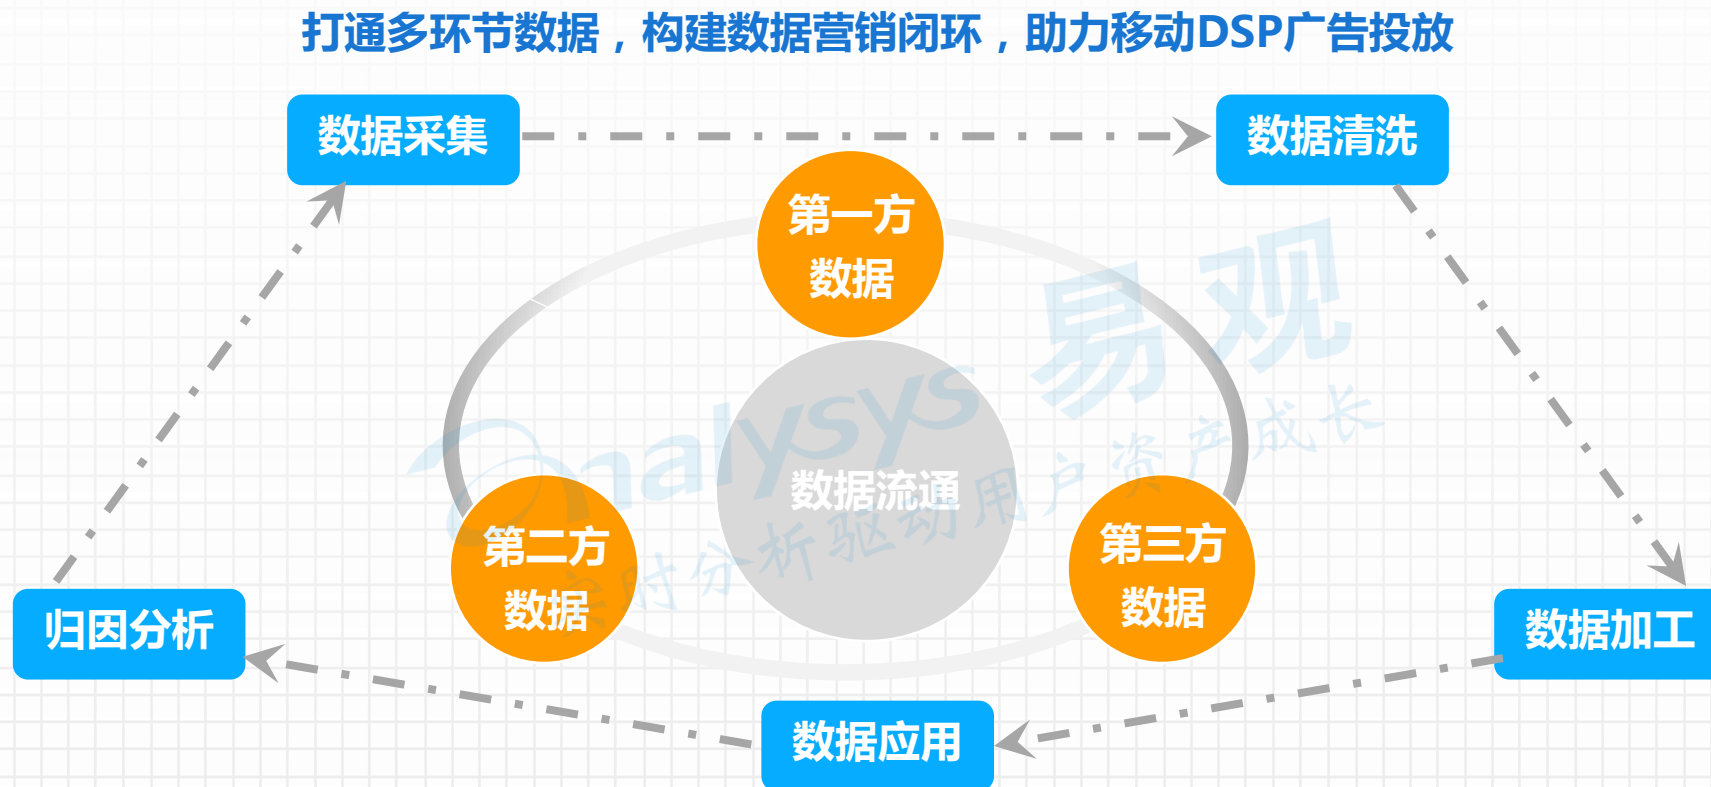 打通多环节数据，构建数据营销闭环，助力移动DSP广告投放
数据采集
数据清洗
第一方
数据
易观
nalysys
数据流通
实时分析驱动用户资产成长
第二方
数据
第三方
数据
归因分析
数据加工
数据应用